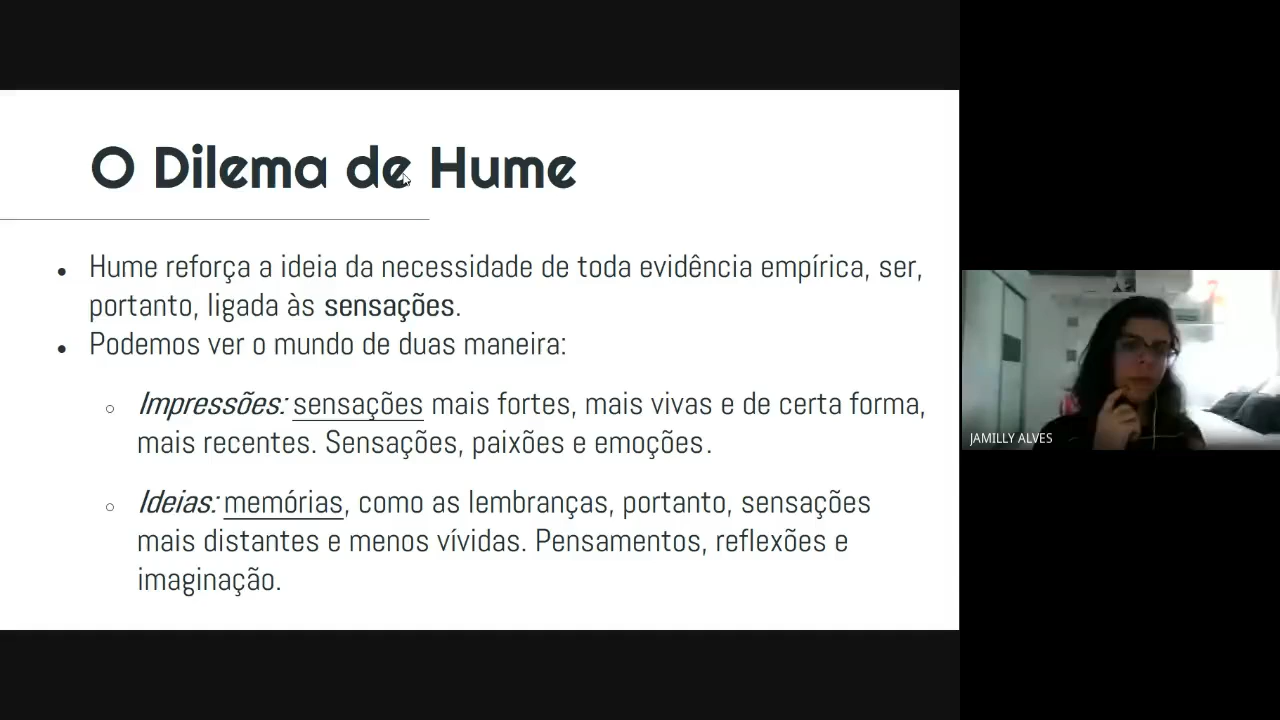 O Dilema de Hume
● Hume reforça a ideia da necessidade de toda evidência empírica, ser,
portanto, ligada às sensações.
● Podemos ver o mundo de duas maneira:
○ Impressões: sensações mais fortes, mais vivas e de certa forma,
mais recentes. Sensações, paixões e emoções.
○ Ideias: memórias, como as lembranças, portanto, sensações
mais distantes e menos vívidas. Pensamentos, reflexões e
imaginação.
JAMILLY ALVES